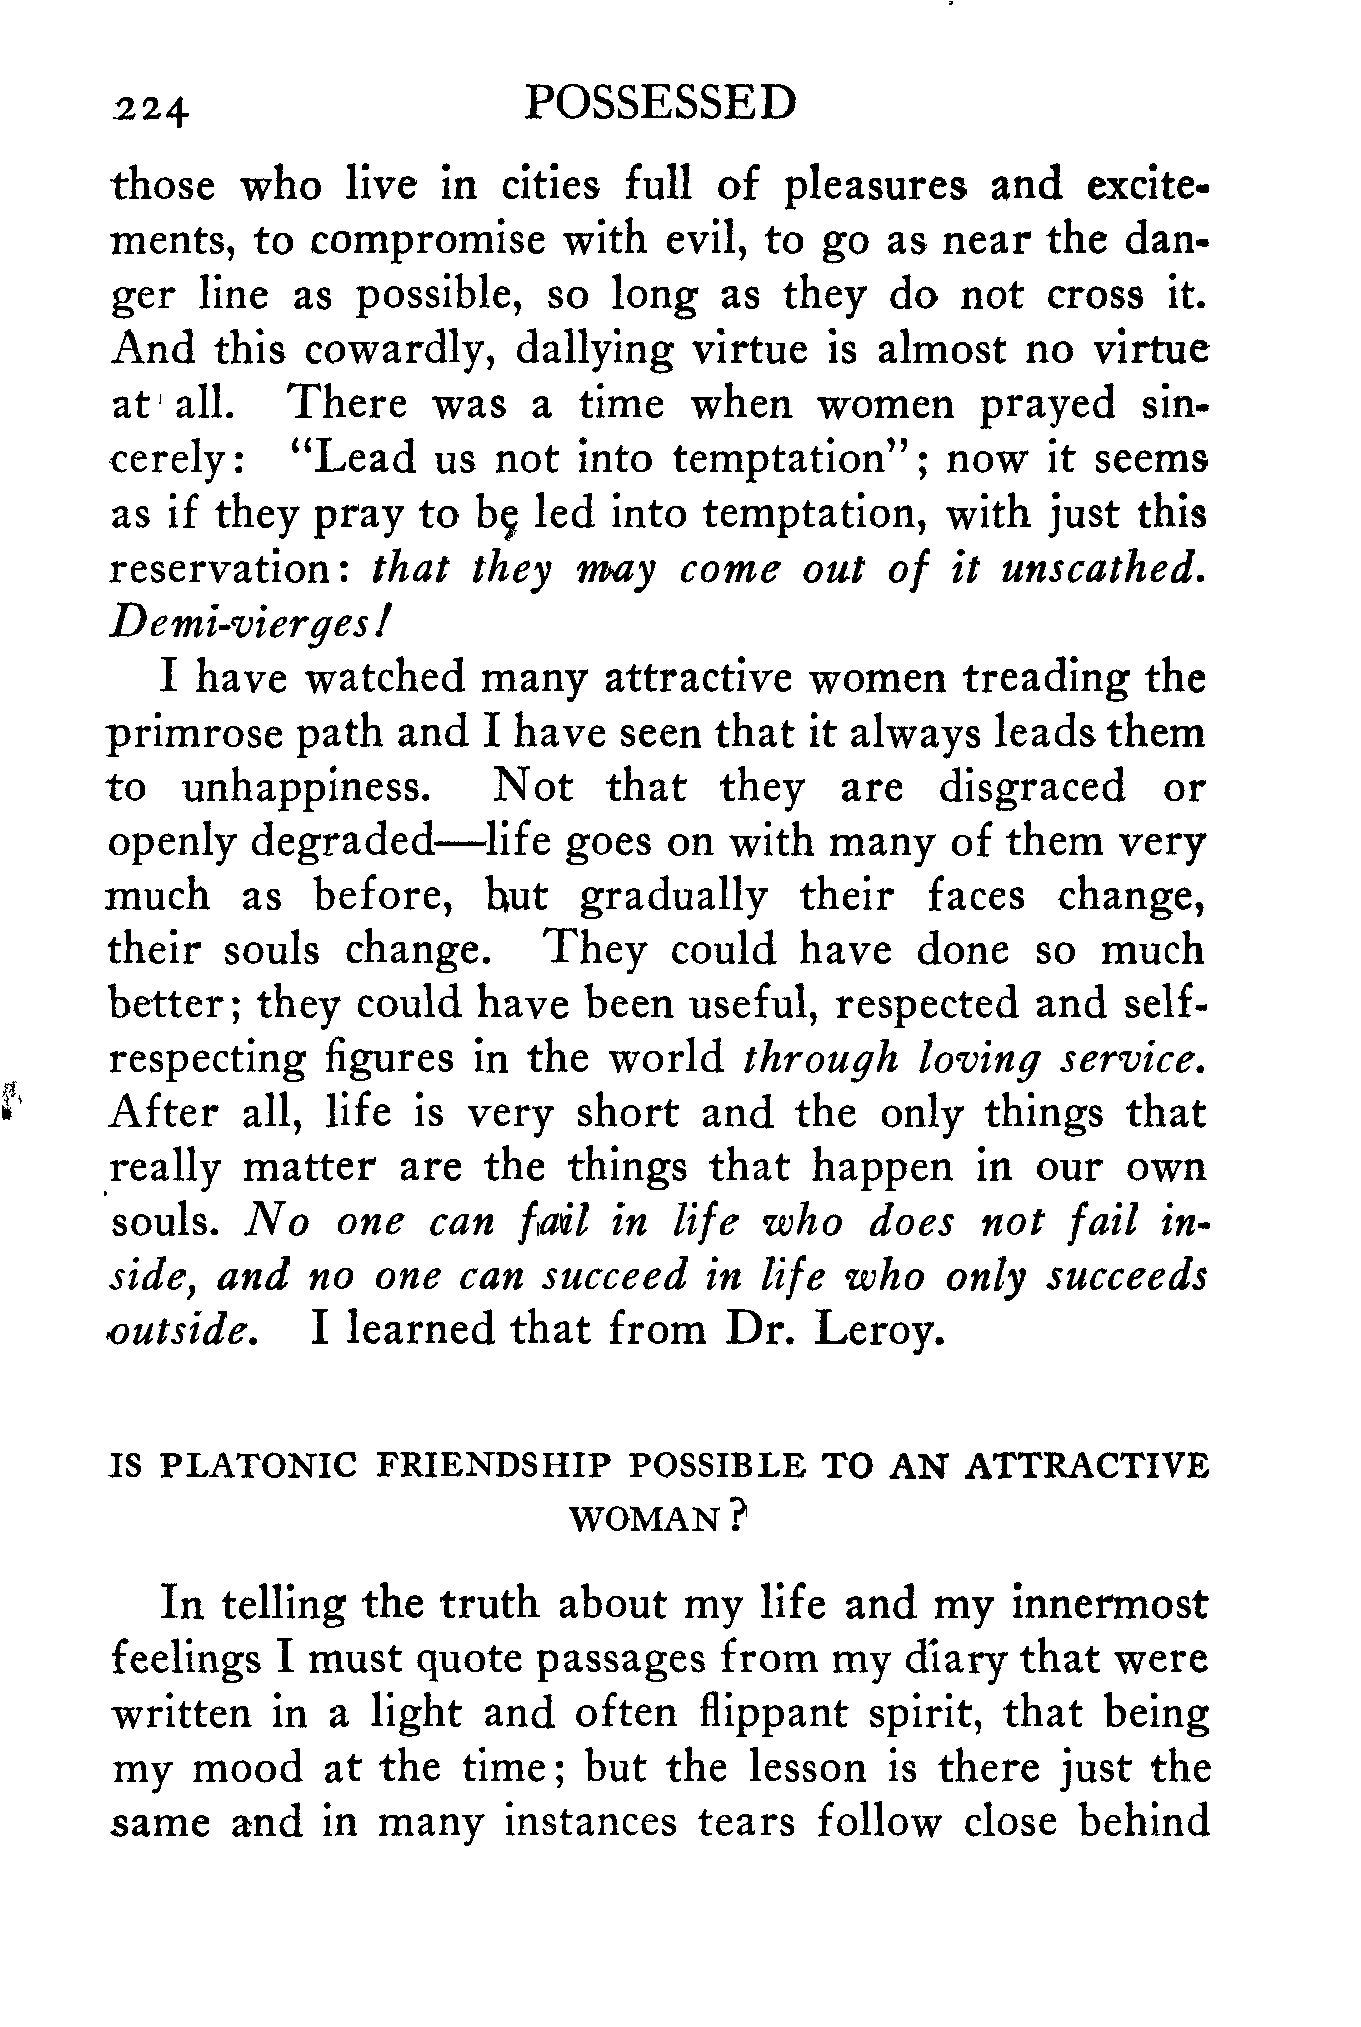 224 POSSESSED
those who live in cities full of pleasures and excite-
ments, to compromise with evil, to go as near the dan-
ger line as possible, so long as they do not cross it.
And this cowardly, dallying virtue is almost no virtue
at all. There was a time when women prayed sin-
cerely: "Lead us not into temptation"; now it seems
as if they pray to be led into temptation, with just this
reservation: that they may come out of it unscathed.
Demi-vierges!
I have watched many attractive women treading the
primrose path and I have seen that it always leads them
to unhappiness. Not that they are disgraced or
openly degraded—life goes on with many of them very
much as before, but gradually their faces change,
their souls change. They could have done so much
better; they could have been useful, respected and self-
respecting figures in the world through loving service.
After all, life is very short and the only things that
really matter are the things that happen in our own
souls. No one can fail in life who does not fail in-
side, and no one can succeed in life who only succeeds
outside. I learned that from Dr. Leroy.
IS PLATONIC FRIENDSHIP POSSIBLE TO AN ATTRACTIVE
WOMAN?
In telling the truth about my life and my innermost
feelings I must quote passages from my diary that were
written in a light and often flippant spirit, that being
my mood at the time; but the lesson is there just the
same and in many instances tears follow close behind